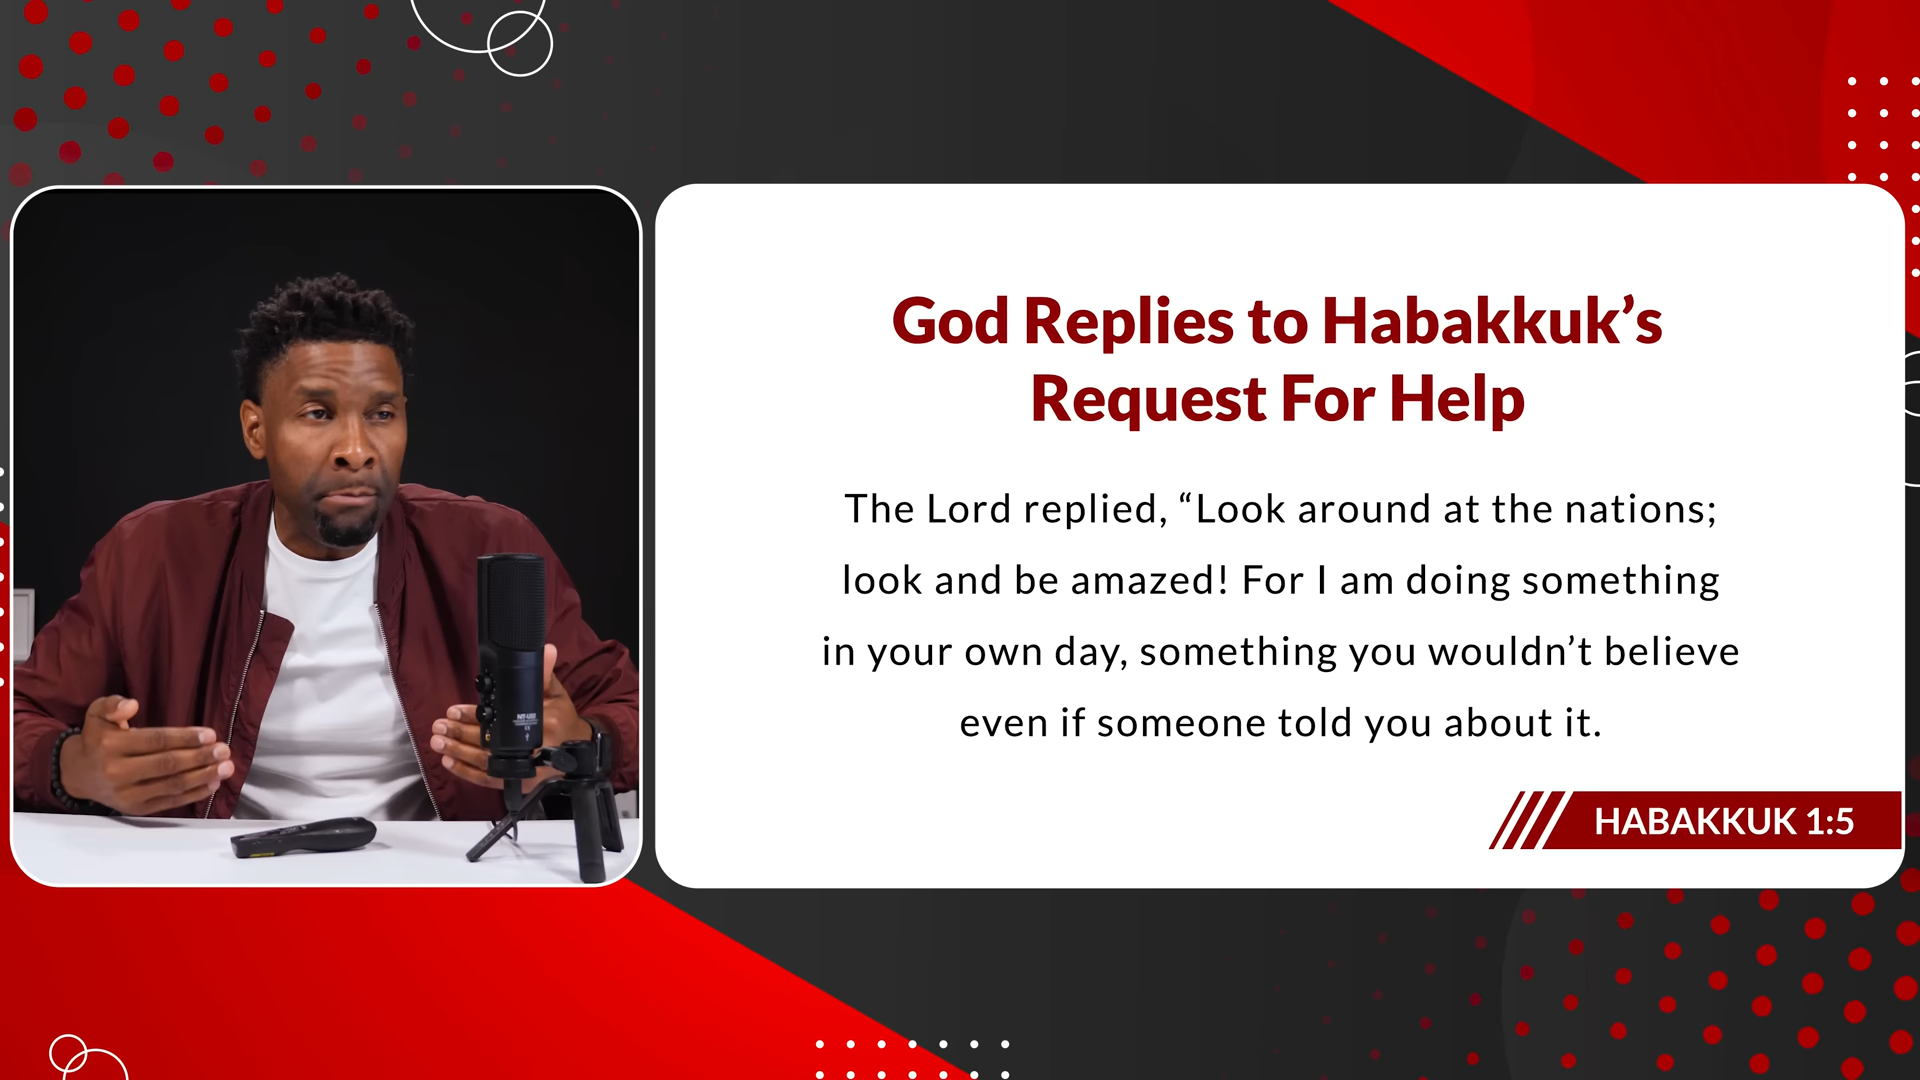 God Replies to Habakkuk’s
Request For Help
The Lord replied, “Look around at the nations;
look and be amazed! For I am doing something
in your own day, something you wouldn’t believe
even if someone told you about it.
HABAKKUK 1:5
NT-USB